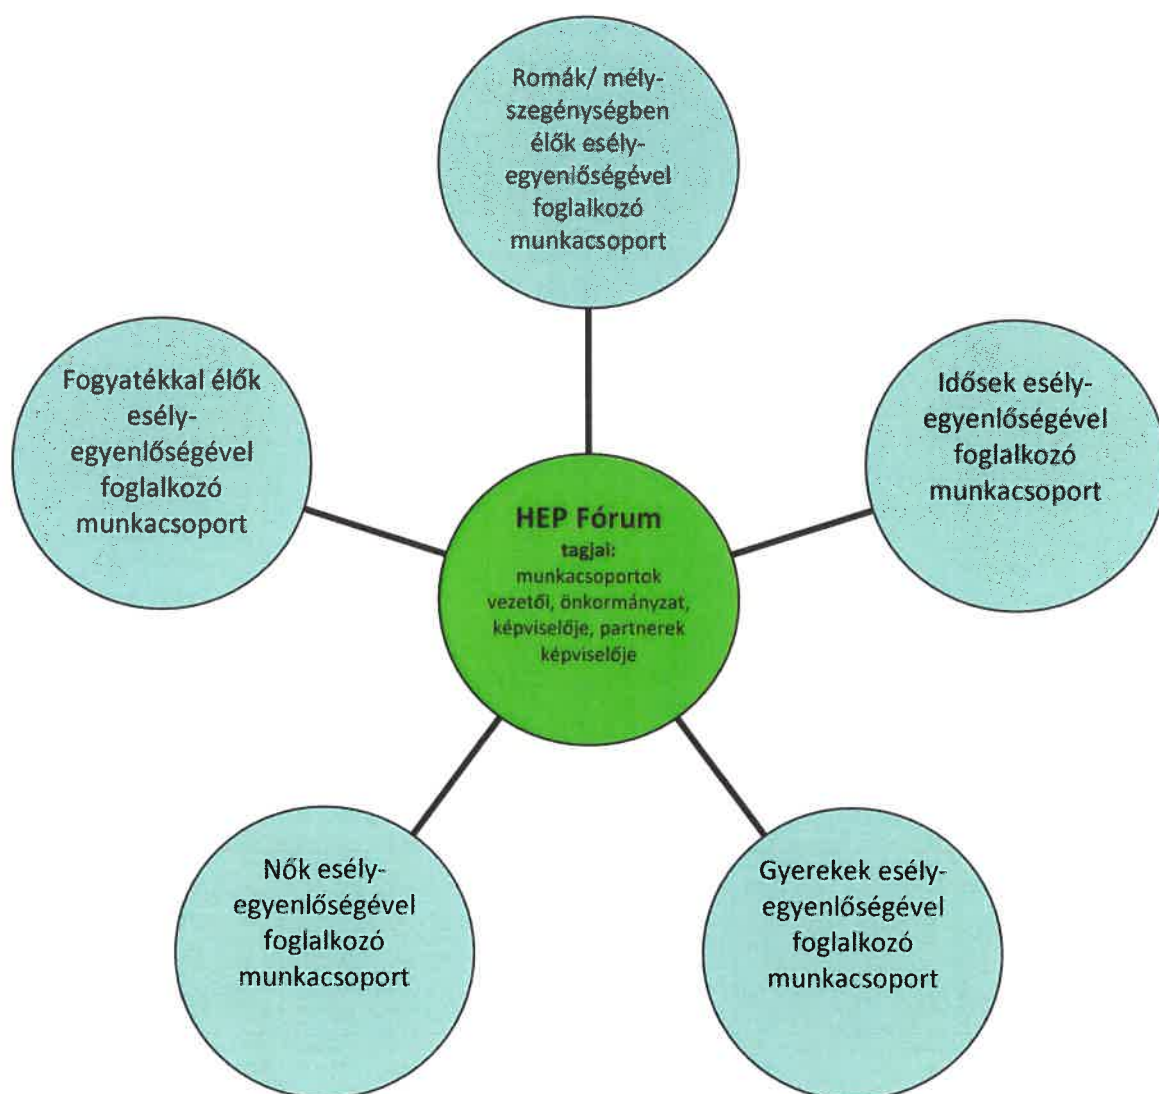 Romák/ mély-
szegénységben
élők esély-
egyenlőségével
foglalkozó
munkacsoport
Fogyatékkal élők
esély-
egyenlőségével
foglalkozó
munkacsoport
Idősek esély-
egyenlőségével
foglalkozó
munkacsoport
HEP Fórum
tagjai:
munkacsoportok
vezetői, önkormányzat,
képviselője, partnerek
képviselője
Nők esély-
egyenlőségével
foglalkozó
munkacsoport
Gyerekek esély-
egyenlőségével
foglalkozó
munkacsoport